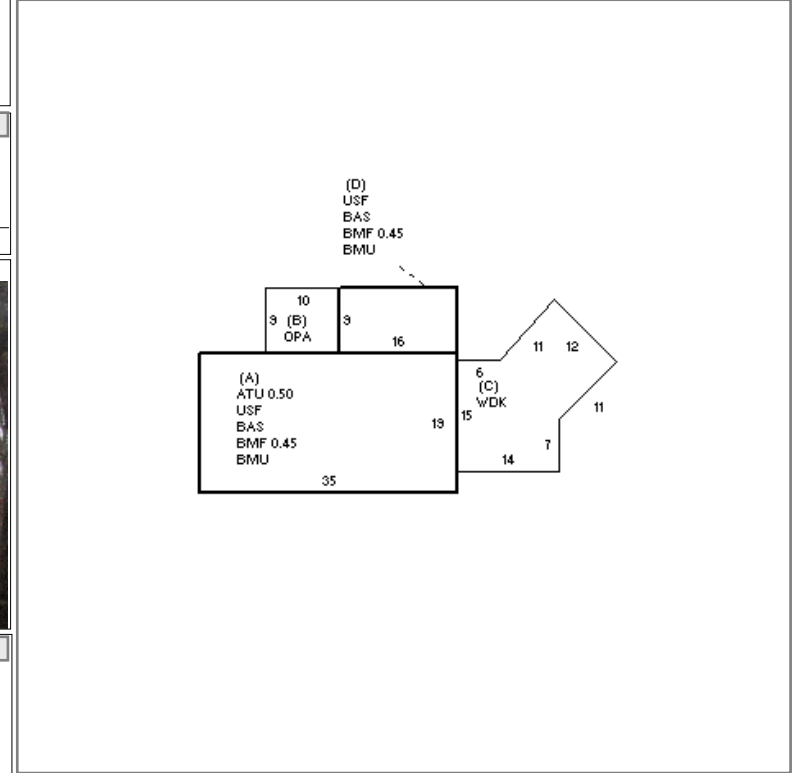 (D)
USF
BAS
BMF 0.45
BMU
10
9 (B)
OPA
9
16
11 12
6
(C)
WDK
11
(A)
ATU 0.50
USF
BAS
BMF 0.45
BMU
19
15
7
14
35